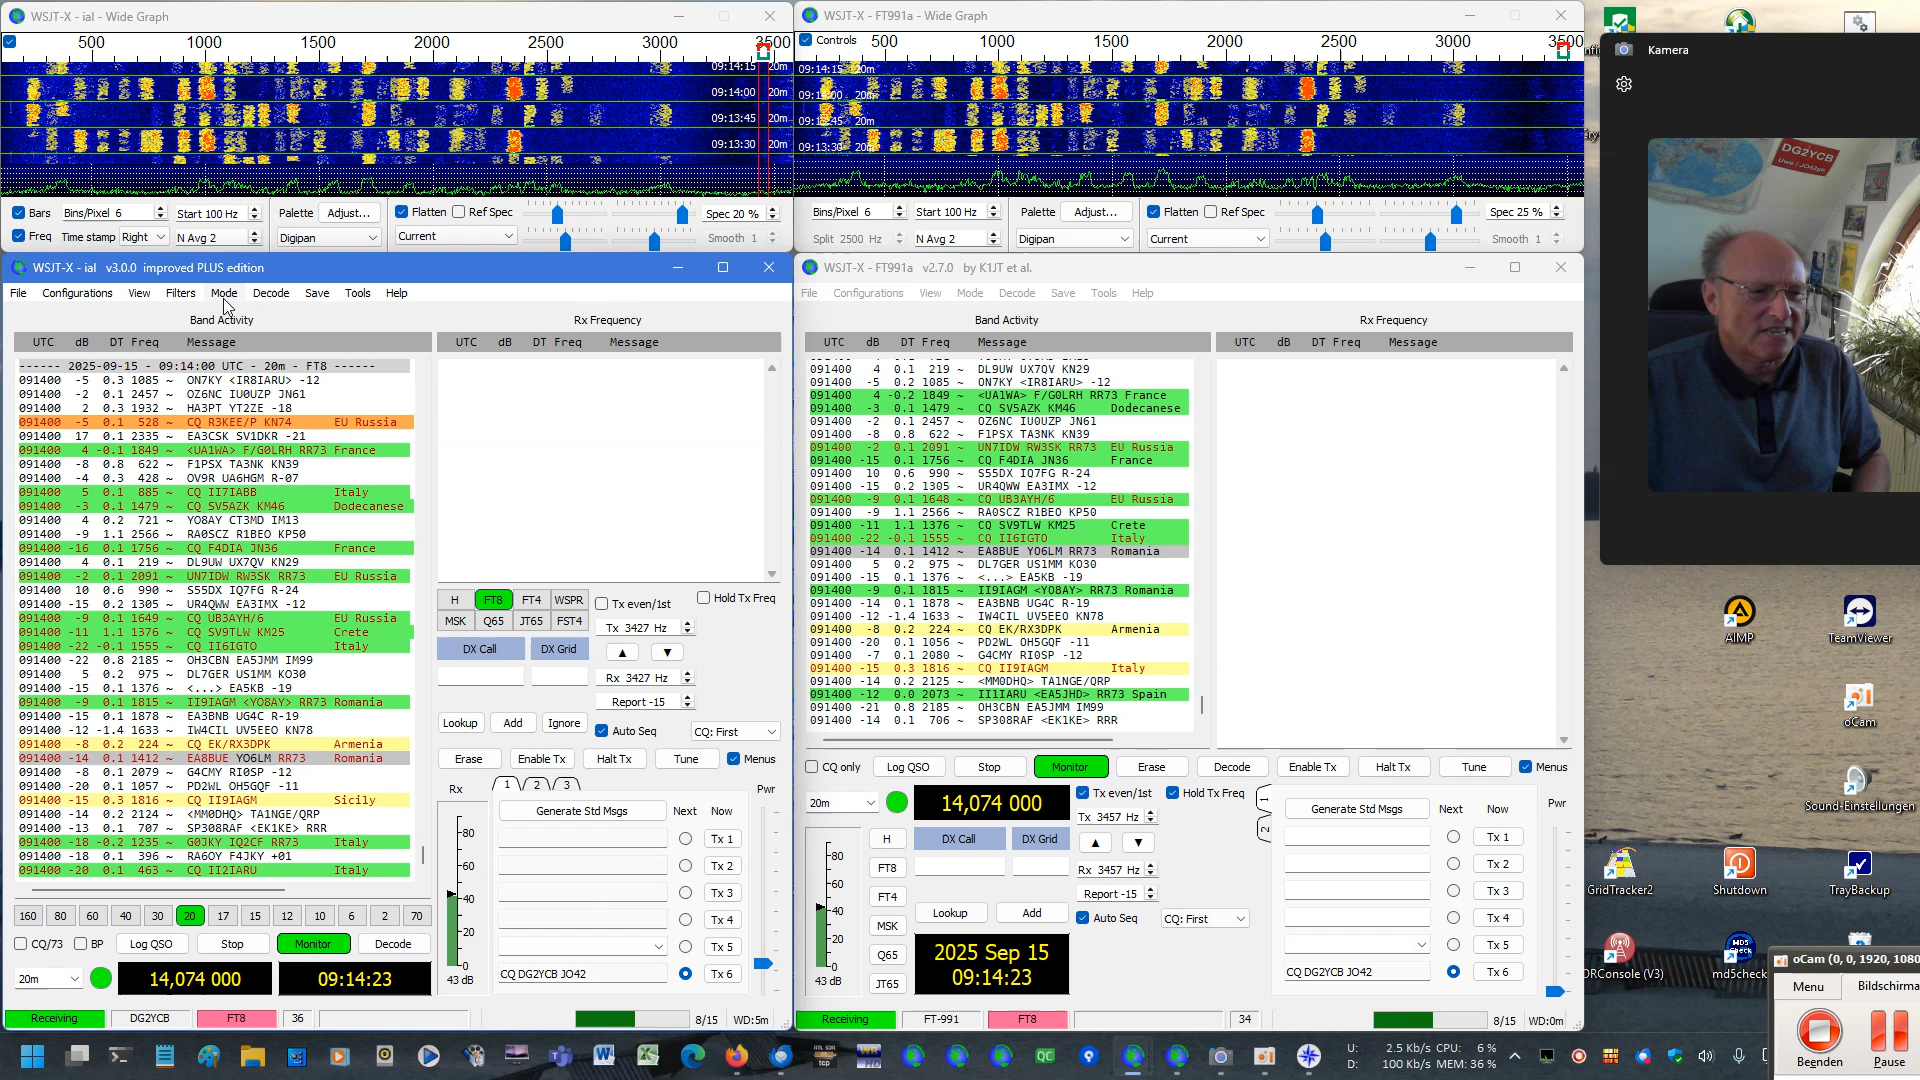 WSJT-X - ial - Wide Graph
500 1000 1500 2000 2500 3000 3500
09:14:15 20m
09:14:00 20m
09:13:45 20m
09:13:30 20m
Bars Bins/Pixel 6 Start 100 Hz Palette Adjust... Flatten Ref Spec Spec 20 %
Freq Time stamp Right N Avg 2 Digipan Current Smooth 1
WSJT-X - FT991a - Wide Graph
Controls 500 1000 1500 2000 2500 3000 3500
09:14:15 20m
09:14:00 20m
09:13:45 20m
09:13:30 20m
Bins/Pixel 6 Start 100 Hz Palette Adjust... Flatten Ref Spec Spec 25 %
Split 2500 Hz N Avg 2 Digipan Current Smooth 1
WSJT-X - ial v3.0.0 improved PLUS edition
File Configurations View Filters Mode Decode Save Tools Help
Band Activity
UTC dB DT Freq Message
------ 2025-09-15 - 09:14:00 UTC - 20m - FT8 ------
091400 -5 0.3 1085 ~ ON7KY <IR8IARU> -12
091400 -2 0.1 2457 ~ OZ6NC IU0UZP JN61
091400 2 0.3 1932 ~ HA3PT YT2ZE -18
091400 -5 0.1 528 ~ CQ R3KEE/P KN74 EU Russia
091400 17 0.1 2335 ~ EA3CSK SV1DKR -21
091400 4 -0.1 1849 ~ <UA1WA> F/G0LRH RR73 France
091400 -8 0.8 622 ~ F1PSX TA3NK KN39
091400 -4 0.3 428 ~ OV9R UA6HGM R-07
091400 5 0.1 885 ~ CQ II7IABB Italy
091400 -3 0.1 1479 ~ CQ SV5AZK KM46 Dodecanese
091400 4 0.2 721 ~ YO8AY CT3MD IM13
091400 -9 1.1 2566 ~ RA0SCZ R1BEO KP50
091400 -16 0.1 1756 ~ CQ F4DIA JN36 France
091400 4 0.1 219 ~ DL9UW UX7QV KN29
091400 -2 0.1 2091 ~ UN7IDW RW3SK RR73 EU Russia
091400 10 0.6 990 ~ S55DX IQ7FG R-24
091400 -15 0.2 1305 ~ UR4QWW EA3IMX -12
091400 -9 0.1 1649 ~ CQ UB3AYH/6 EU Russia
091400 -11 1.1 1376 ~ CQ SV9TLW KM25 Crete
091400 -22 -0.1 1555 ~ CQ II6IGTO Italy
091400 -22 0.8 2185 ~ OH3CBN EA5JMM IM99
091400 5 0.2 975 ~ DL7GER US1MM KO30
091400 -15 0.1 1376 ~ <...> EA5KB -19
091400 -9 0.1 1815 ~ II9IAGM <YO8AY> RR73 Romania
091400 -15 0.1 1878 ~ EA3BNB UG4C R-19
091400 -12 -1.4 1633 ~ IW4CIL UV5EEO KN78
091400 -8 0.2 224 ~ CQ EK/RX3DPK Armenia
091400 -14 0.1 1412 ~ EA8BUE YO6LM RR73 Romania
091400 -8 0.1 2079 ~ G4CMY RI0SP -12
091400 -20 0.1 1057 ~ PD2WL OH5GQF -11
091400 -15 0.3 1816 ~ CQ II9IAGM Sicily
091400 -14 0.2 2124 ~ <MM0DHQ> TA1NGE/QRP
091400 -13 0.1 707 ~ SP308RAF <EK1KE> RRR
091400 -18 -0.2 1235 ~ G0JKY IQ2CF RR73 Italy
091400 -18 0.1 396 ~ RA6OY F4JKY +01
091400 -20 0.1 463 ~ CQ II2IARU Italy
160 80 60 40 30 20 17 15 12 10 6 2 70
CQ/73 BP Log QSO Stop Monitor Decode
20m 14,074 000 09:14:23
Receiving DG2YCB FT8 36 8/15 WD:5m
Rx Frequency
UTC dB DT Freq Message
H FT8 FT4 WSPR Tx even/1st Hold Tx Freq
MSK Q65 JT65 FST4 Tx 3427 Hz
DX Call DX Grid
Rx 3427 Hz
Report -15
Lookup Add Ignore Auto Seq CQ: First
Erase Enable Tx Halt Tx Tune Menus
Rx 1 2 3 Pwr
Generate Std Msgs Next Now
-80
-60
-40
-20
-0
43 dB
Tx 1
Tx 2
Tx 3
Tx 4
Tx 5
CQ DG2YCB JO42 Tx 6
WSJT-X - FT991a v2.7.0 by K1JT et al.
File Configurations View Mode Decode Save Tools Help
Band Activity
UTC dB DT Freq Message
091400 4 0.1 219 ~ DL9UW UX7QV KN29
091400 -5 0.2 1085 ~ ON7KY <IR8IARU> -12
091400 4 -0.2 1849 ~ <UA1WA> F/G0LRH RR73 France
091400 -3 0.1 1479 ~ CQ SV5AZK KM46 Dodecanese
091400 -2 0.1 2457 ~ OZ6NC IU0UZP JN61
091400 -8 0.8 622 ~ F1PSX TA3NK KN39
091400 -2 0.1 2091 ~ UN7IDW RW3SK RR73 EU Russia
091400 -15 0.1 1756 ~ CQ F4DIA JN36 France
091400 10 0.6 990 ~ S55DX IQ7FG R-24
091400 -15 0.2 1305 ~ UR4QWW EA3IMX -12
091400 -9 0.1 1648 ~ CQ UB3AYH/6 EU Russia
091400 -9 1.1 2566 ~ RA0SCZ R1BEO KP50
091400 -11 1.1 1376 ~ CQ SV9TLW KM25 Crete
091400 -22 -0.1 1555 ~ CQ II6IGTO Italy
091400 -14 0.1 1412 ~ EA8BUE YO6LM RR73 Romania
091400 5 0.2 975 ~ DL7GER US1MM KO30
091400 -15 0.1 1376 ~ <...> EA5KB -19
091400 -9 0.1 1815 ~ II9IAGM <YO8AY> RR73 Romania
091400 -14 0.1 1878 ~ EA3BNB UG4C R-19
091400 -12 -1.4 1633 ~ IW4CIL UV5EEO KN78
091400 -8 0.2 224 ~ CQ EK/RX3DPK Armenia
091400 -20 0.1 1056 ~ PD2WL OH5GQF -11
091400 -7 0.1 2080 ~ G4CMY RI0SP -12
091400 -15 0.3 1816 ~ CQ II9IAGM Italy
091400 -14 0.2 2125 ~ <MM0DHQ> TA1NGE/QRP
091400 -12 0.0 2073 ~ II1IARU <EA5JHD> RR73 Spain
091400 -21 0.8 2185 ~ OH3CBN EA5JMM IM99
091400 -14 0.1 706 ~ SP308RAF <EK1KE> RRR
Rx Frequency
UTC dB DT Freq Message
CQ only Log QSO Stop Monitor Erase Decode Enable Tx Halt Tx Tune Menus
20m 14,074 000 Tx even/1st Hold Tx Freq
Tx 3457 Hz
H DX Call DX Grid
FT8 Rx 3457 Hz
FT4 Report -15
MSK Lookup Add Auto Seq CQ: First
Q65 2025 Sep 15
JT65 09:14:23
-80
-60
-40
-20
-0
43 dB
1
2
Generate Std Msgs Next Now Pwr
Tx 1
Tx 2
Tx 3
Tx 4
Tx 5
CQ DG2YCB JO42 Tx 6
Receiving FT-991 FT8 34 8/15 WD:0m
Kamera
DG2YCB
Uwe / JO42gh
AIMP
TeamViewer
oCam
Sound-Einstellungen
GridTracker2
Shutdown
TrayBackup
DRConsole (V3)
md5check
oCam (0, 0, 1920, 1080
Menu Bildschirma
Beenden Pause
QC
U: 2.5 Kb/s CPU: 6 %
D: 100 Kb/s MEM: 36 %